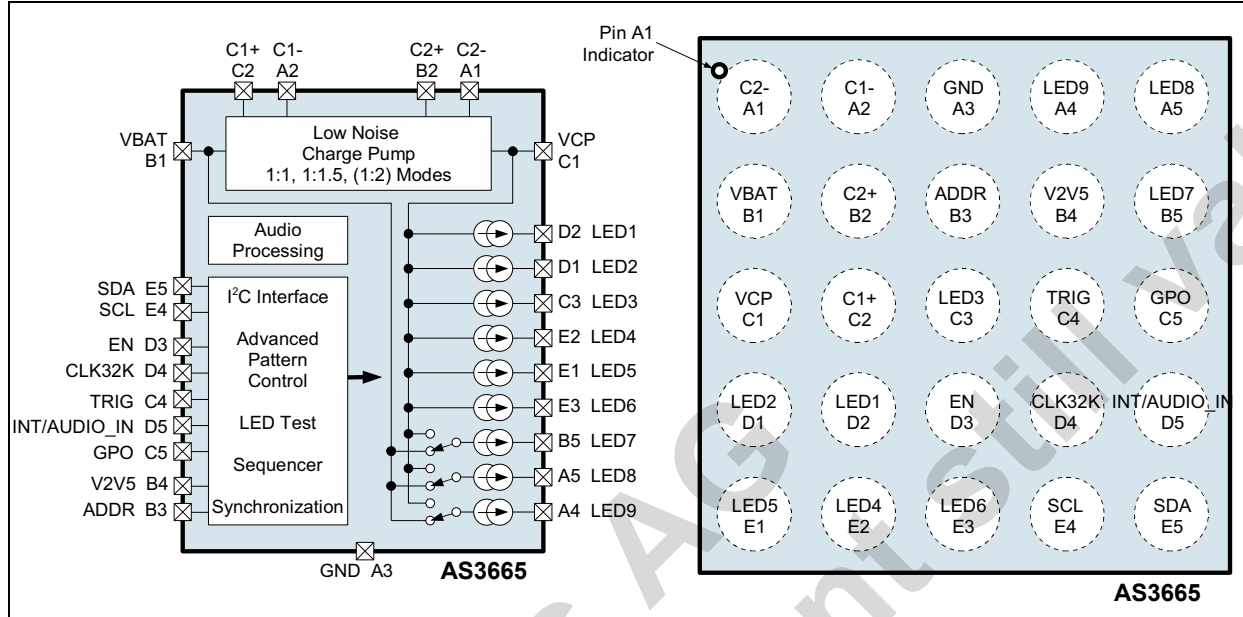 C1+ C1-
C2 A2
C2+ C2-
B2 A1
VBAT
B1
Low Noise
Charge Pump
1:1, 1:1.5, (1:2) Modes
VCP
C1
Audio
Processing
SDA E5
SCL E4
EN D3
CLK32K D4
TRIG C4
INT/AUDIO_IN D5
GPO C5
V2V5 B4
ADDR B3
I²C Interface
Advanced
Pattern
Control
LED Test
Sequencer
Synchronization
D2 LED1
D1 LED2
C3 LED3
E2 LED4
E1 LED5
E3 LED6
B5 LED7
A5 LED8
A4 LED9
GND A3
AS3665
Pin A1
Indicator
C2- C1- GND LED9 LED8
A1 A2 A3 A4 A5
VBAT C2+ ADDR V2V5 LED7
B1 B2 B3 B4 B5
VCP C1+ LED3 TRIG GPO
C1 C2 C3 C4 C5
LED2 LED1 EN CLK32K INT/AUDIO_IN
D1 D2 D3 D4 D5
LED5 LED4 LED6 SCL SDA
E1 E2 E3 E4 E5
AS3665
AG
nt still va